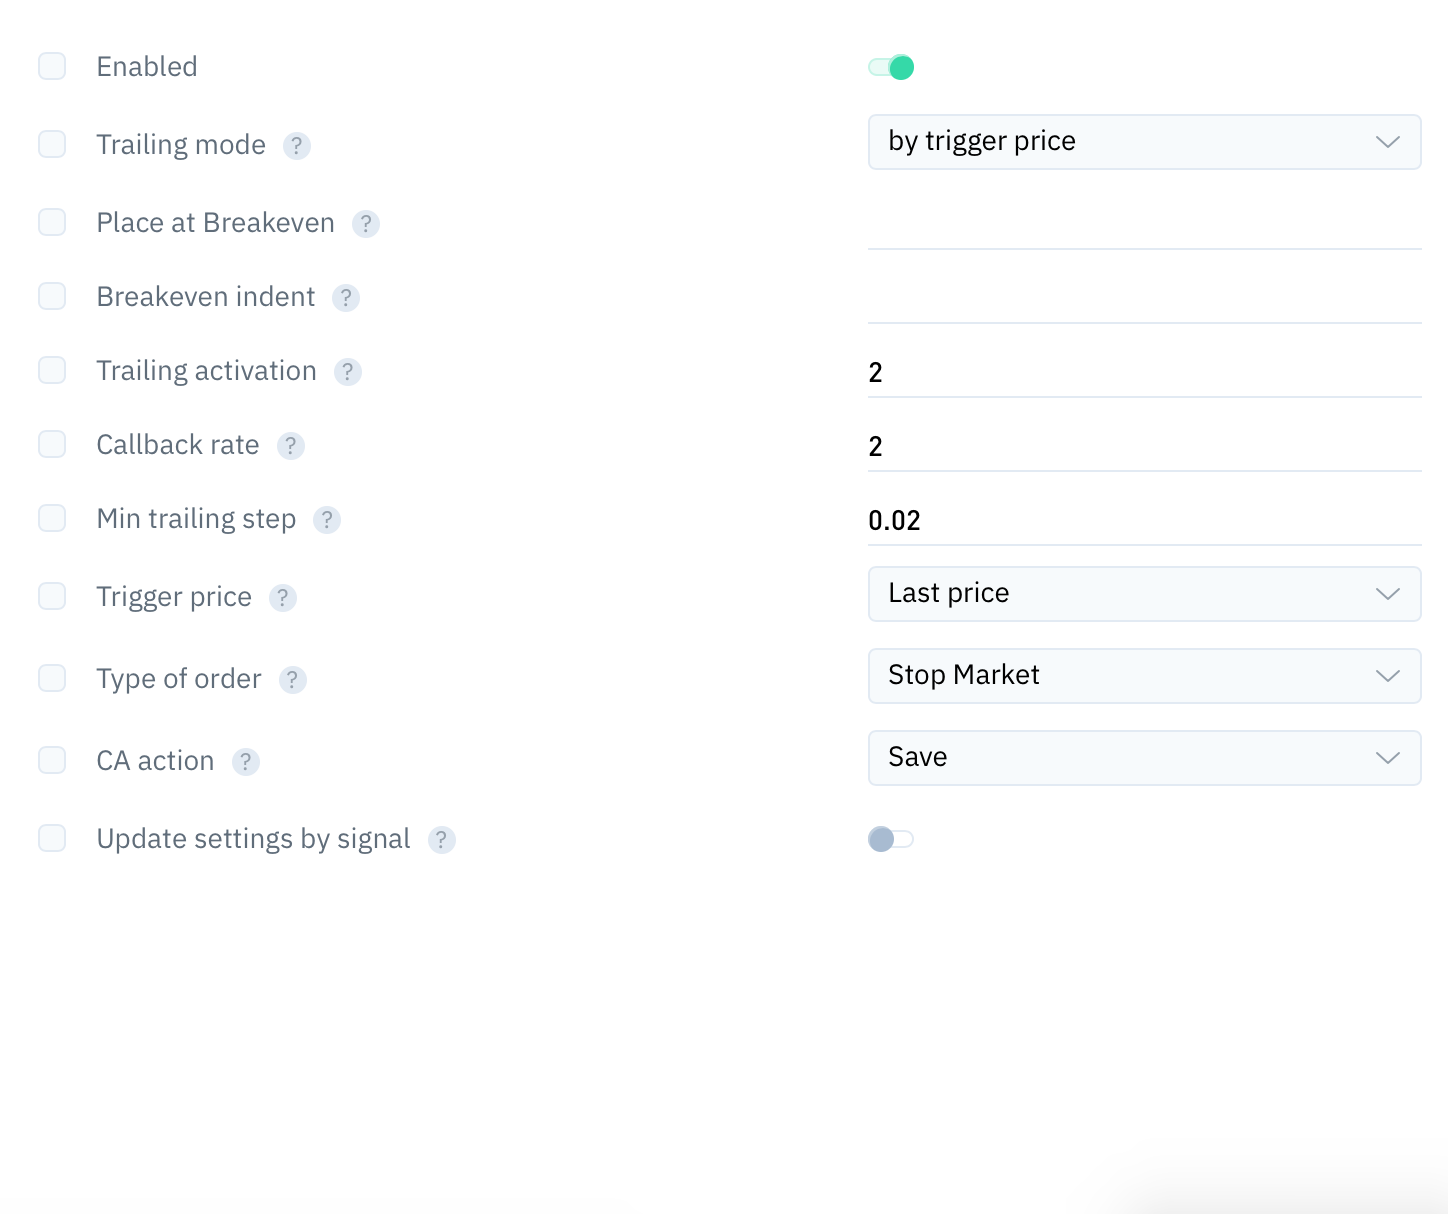 Enabled
Trailing mode ? by trigger price
Place at Breakeven ?
Breakeven indent ?
Trailing activation ? 2
Callback rate ? 2
Min trailing step ? 0.02
Trigger price ? Last price
Type of order ? Stop Market
CA action ? Save
Update settings by signal ?